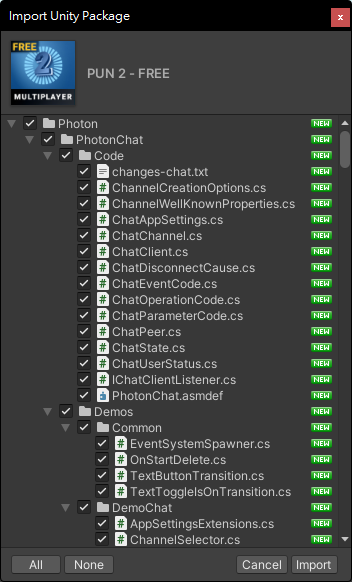 Import Unity Package
x
FREE
2
MULTIPLAYER
PUN 2 - FREE
Photon NEW
PhotonChat NEW
Code NEW
changes-chat.txt NEW
# ChannelCreationOptions.cs NEW
# ChannelWellKnownProperties.cs NEW
# ChatAppSettings.cs NEW
# ChatChannel.cs NEW
# ChatClient.cs NEW
# ChatDisconnectCause.cs NEW
# ChatEventCode.cs NEW
# ChatOperationCode.cs NEW
# ChatParameterCode.cs NEW
# ChatPeer.cs NEW
# ChatState.cs NEW
# ChatUserStatus.cs NEW
# IChatClientListener.cs NEW
PhotonChat.asmdef NEW
Demos NEW
Common NEW
# EventSystemSpawner.cs NEW
# OnStartDelete.cs NEW
# TextButtonTransition.cs NEW
# TextToggleIsOnTransition.cs NEW
DemoChat NEW
# AppSettingsExtensions.cs NEW
# ChannelSelector.cs NEW
All None Cancel Import